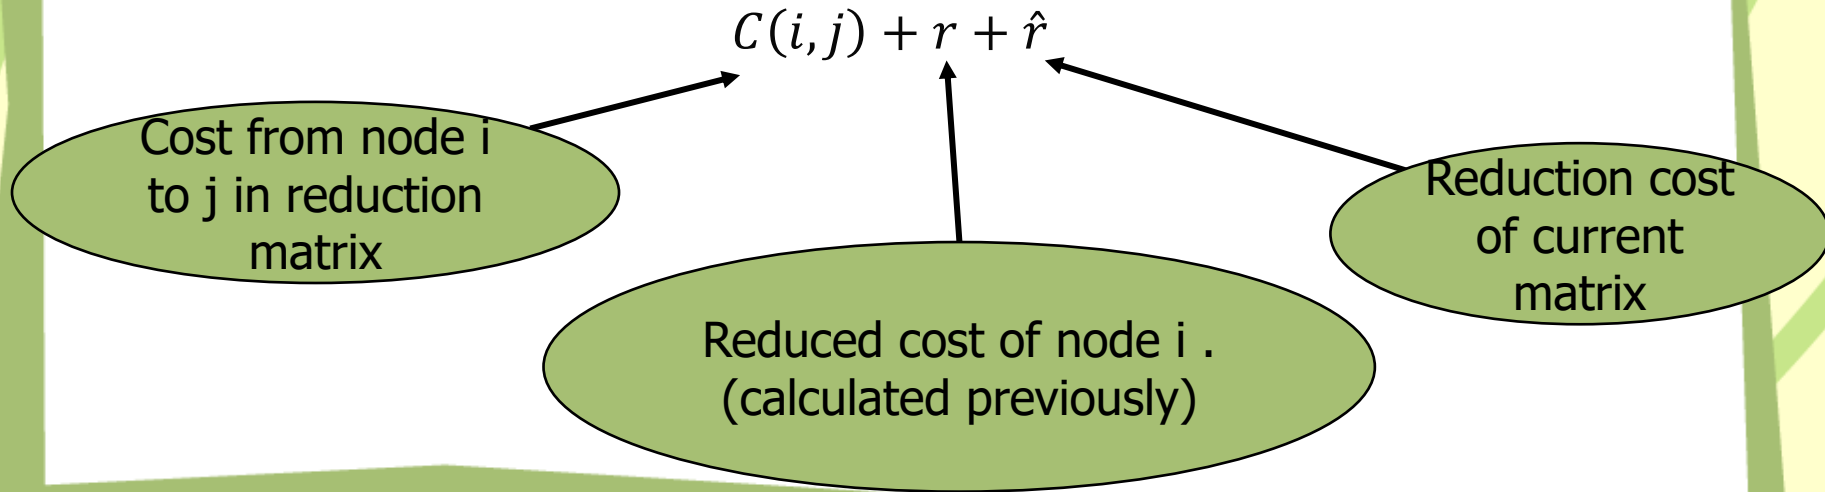 C(i,j) + r + r̂
Cost from node i
to j in reduction
matrix
Reduced cost of node i .
(calculated previously)
Reduction cost
of current
matrix